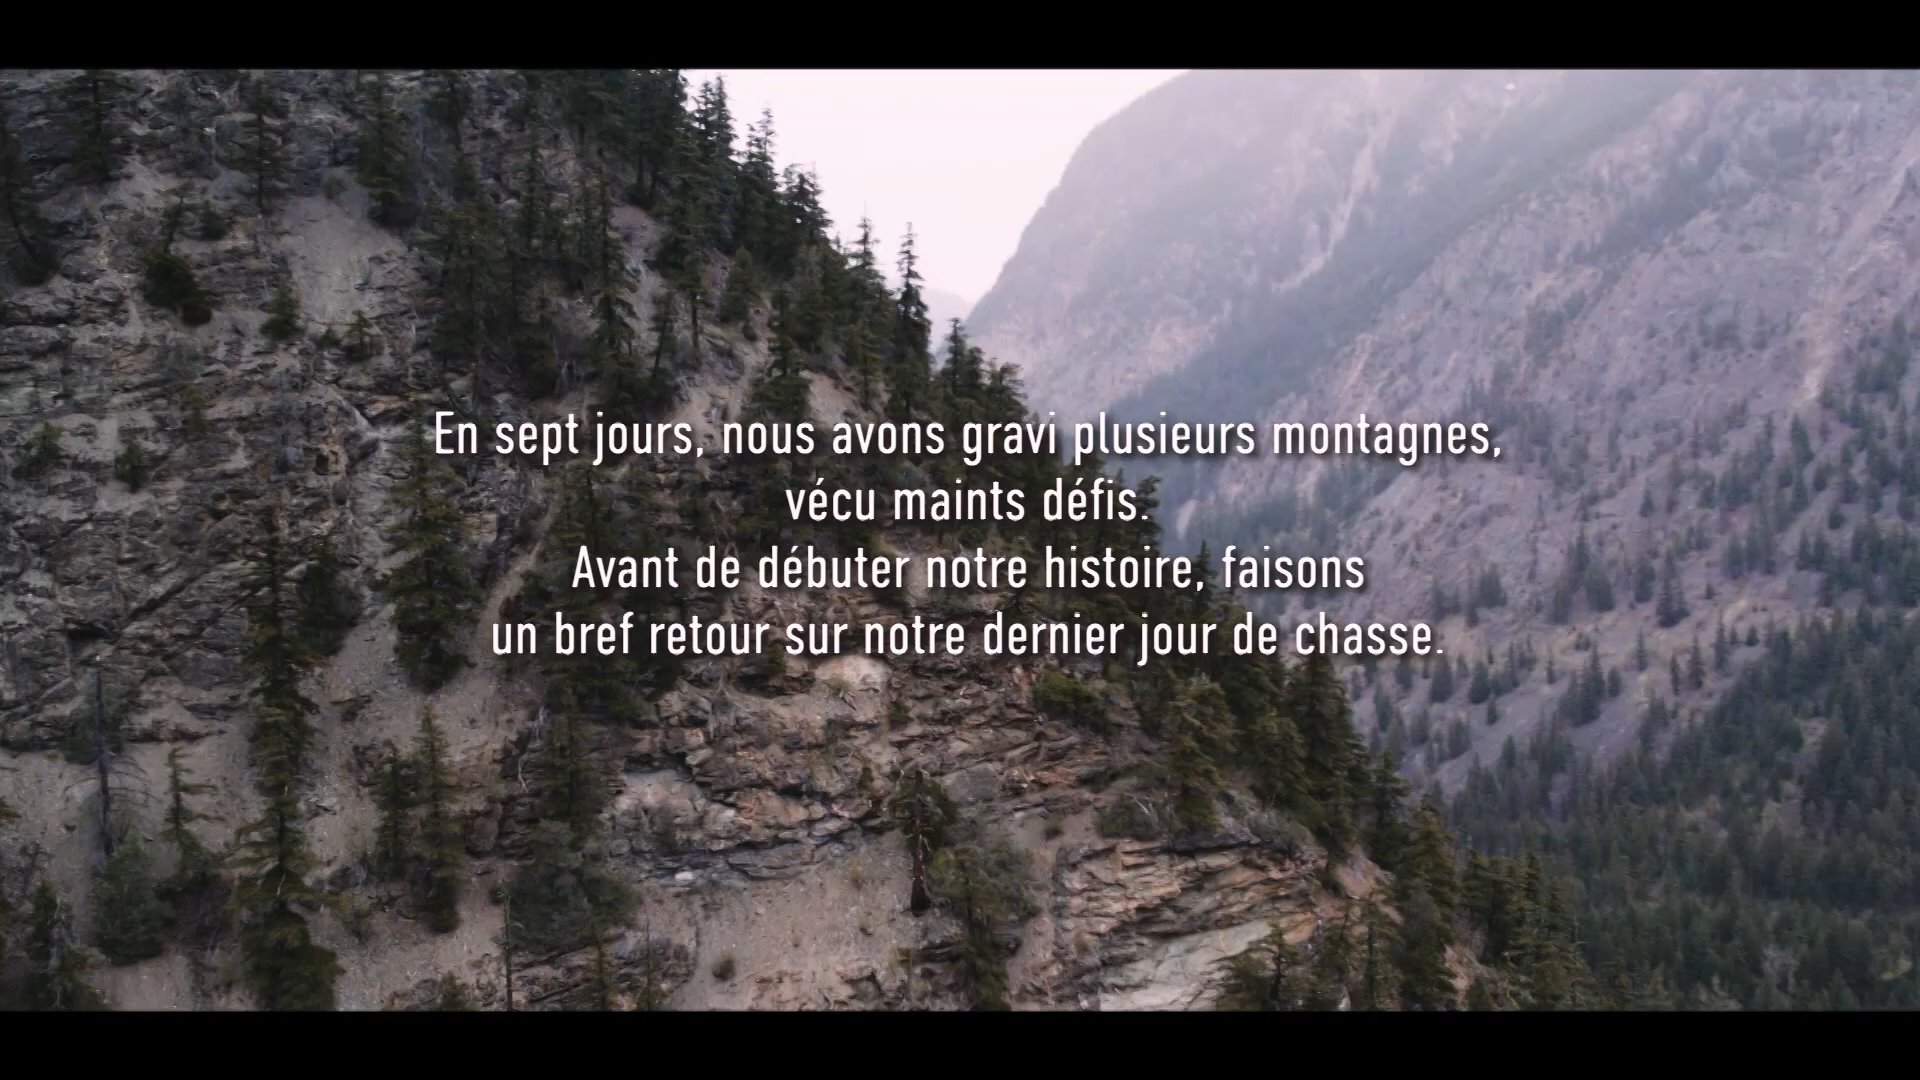 En sept jours, nous avons gravi plusieurs montagnes,
vécu maints défis.
Avant de débuter notre histoire, faisons
un bref retour sur notre dernier jour de chasse.